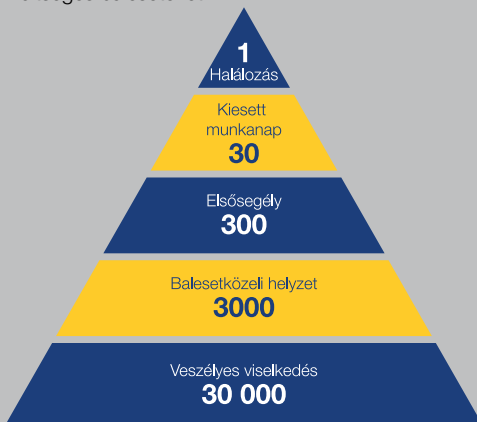 1
Halálozás
Kiesett
munkanap
30
Elsősegély
300
Balesetközeli helyzet
3000
Veszélyes viselkedés
30 000